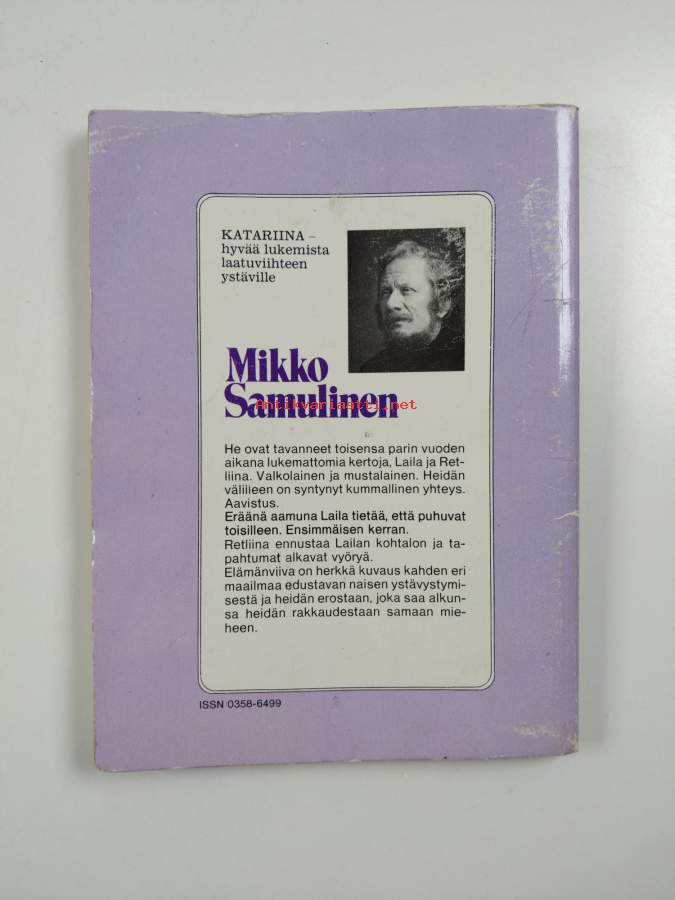 KATARIINA –
hyvää lukemista
laatuviihteen
ystäville
Mikko
Samulinen
Antikvariaatti.net
He ovat tavanneet toisensa parin vuoden
aikana lukemattomia kertoja, Laila ja Ret-
liina. Valkolainen ja mustalainen. Heidän
väliileen on syntynyt kummallinen yhteys.
Aavistus.
Eräänä aamuna Laila tietää, että puhuvat
toisilleen. Ensimmäisen kerran.
Retliina ennustaa Lailan kohtalon ja ta-
pahtumat alkavat vyöryä.
Elämänviiva on herkkä kuvaus kahden eri
maailmaa edustavan naisen ystävystymi-
sestä ja heidän erostaan, joka saa alkun-
sa heidän rakkaudestaan samaan mie-
heen.
ISSN 0358-6499